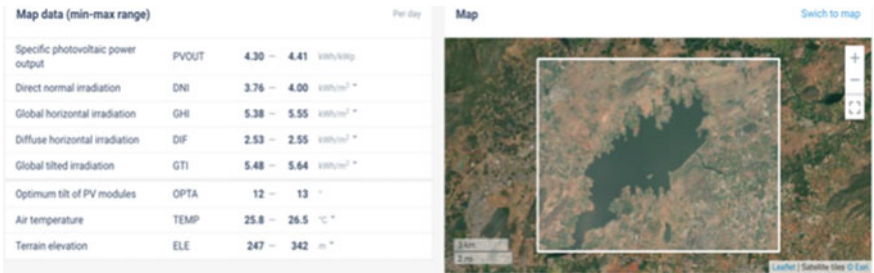 Map data (min-max range) Per day
Specific photovoltaic power output PVOUT 4.30 — 4.41 kWh/kWp
Direct normal irradiation DNI 3.76 — 4.00 kWh/m²
Global horizontal irradiation GHI 5.38 — 5.55 kWh/m²
Diffuse horizontal irradiation DIF 2.53 — 2.55 kWh/m²
Global tilted irradiation GTI 5.48 — 5.64 kWh/m²
Optimum tilt of PV modules OPTA 12 — 13 °
Air temperature TEMP 25.8 — 26.5 °C
Terrain elevation ELE 247 — 342 m
Map Swich to map
+
−
3 km
2 mi
Leaflet | Satellite tiles © Esri